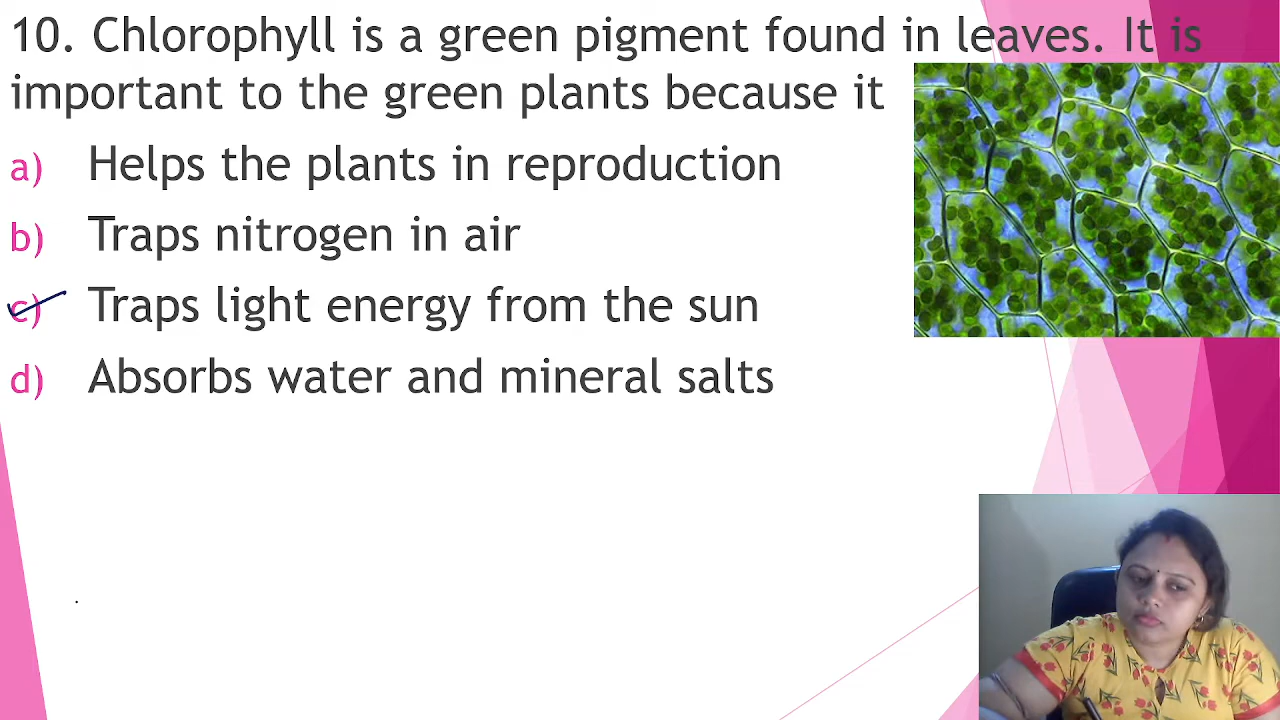 10. Chlorophyll is a green pigment found in leaves. It is
important to the green plants because it
a) Helps the plants in reproduction
b) Traps nitrogen in air
c) Traps light energy from the sun
d) Absorbs water and mineral salts